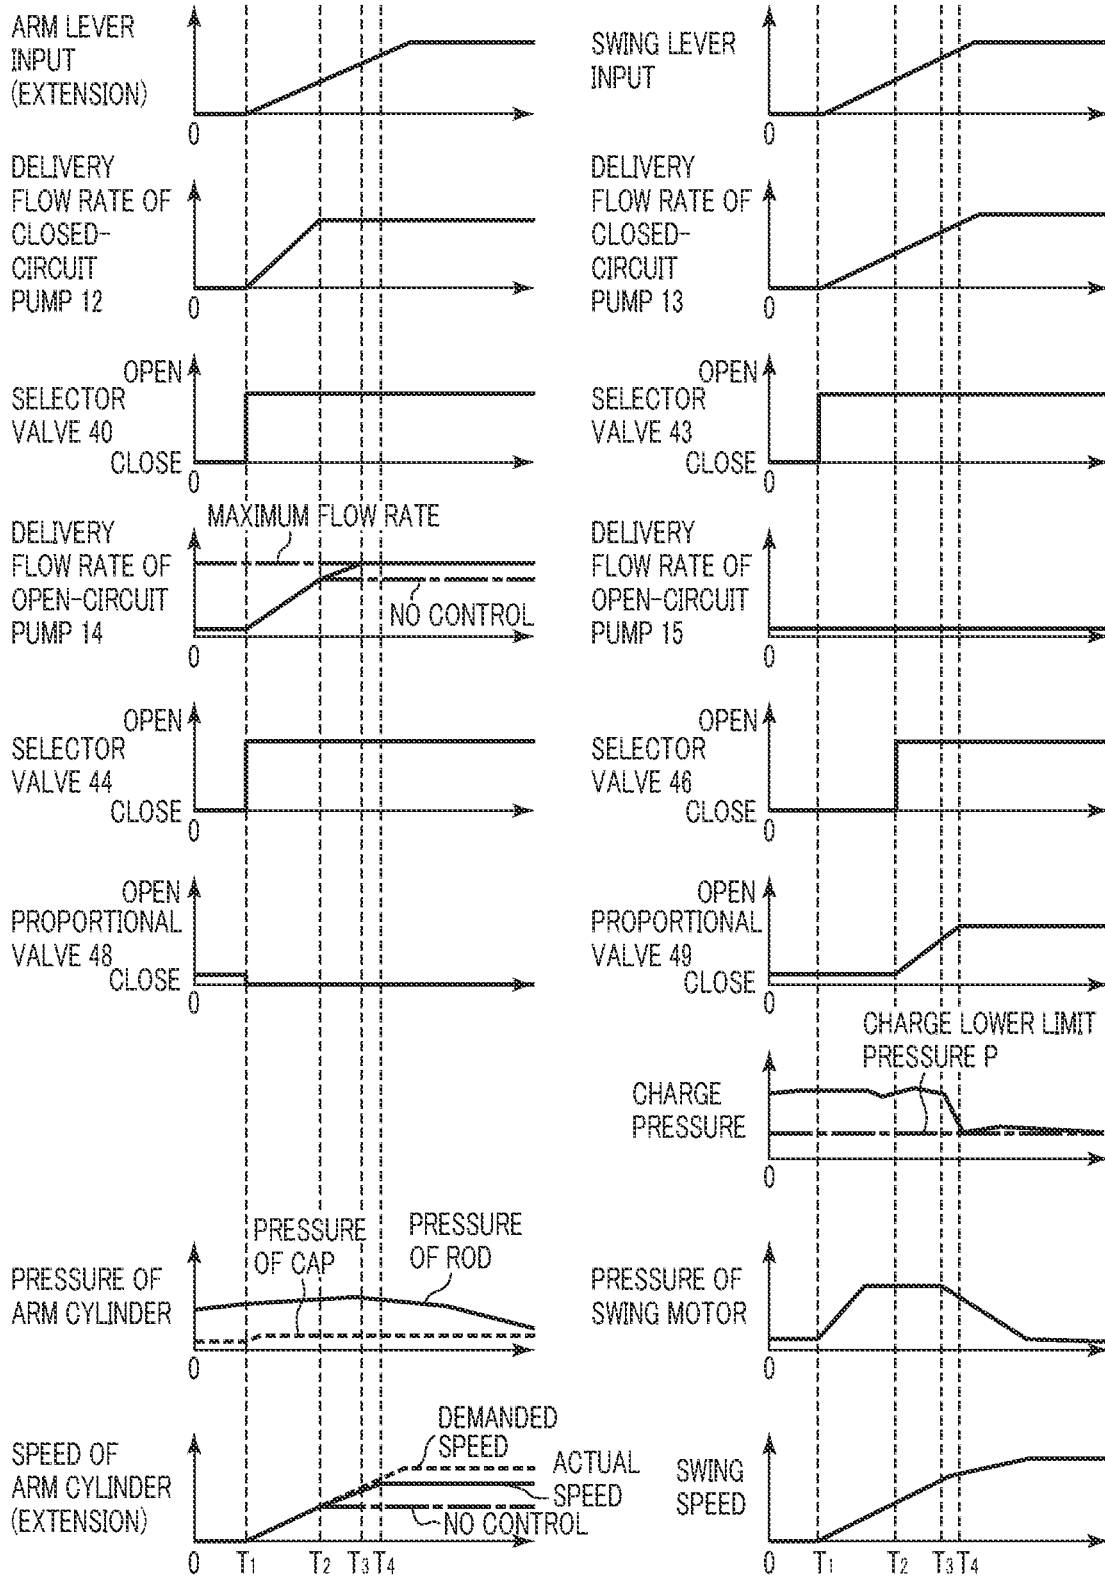 ARM LEVER
INPUT
(EXTENSION)
0
DELIVERY
FLOW RATE OF
CLOSED-
CIRCUIT
PUMP 12
0
OPEN
SELECTOR
VALVE 40
CLOSE
0
MAXIMUM FLOW RATE
DELIVERY
FLOW RATE OF
OPEN-CIRCUIT
PUMP 14
NO CONTROL
0
OPEN
SELECTOR
VALVE 44
CLOSE
0
OPEN
PROPORTIONAL
VALVE 48
CLOSE
0
PRESSURE
OF CAP
PRESSURE
OF ROD
PRESSURE OF
ARM CYLINDER
0
DEMANDED
SPEED
ACTUAL
SPEED
NO CONTROL
SPEED OF
ARM CYLINDER
(EXTENSION)
0 T1 T2 T3 T4
SWING LEVER
INPUT
0
DELIVERY
FLOW RATE OF
CLOSED-
CIRCUIT
PUMP 13
0
OPEN
SELECTOR
VALVE 43
CLOSE
0
DELIVERY
FLOW RATE OF
OPEN-CIRCUIT
PUMP 15
0
OPEN
SELECTOR
VALVE 46
CLOSE
0
OPEN
PROPORTIONAL
VALVE 49
CLOSE
0
CHARGE LOWER LIMIT
PRESSURE P
CHARGE
PRESSURE
0
PRESSURE OF
SWING MOTOR
0
SWING
SPEED
0 T1 T2 T3 T4